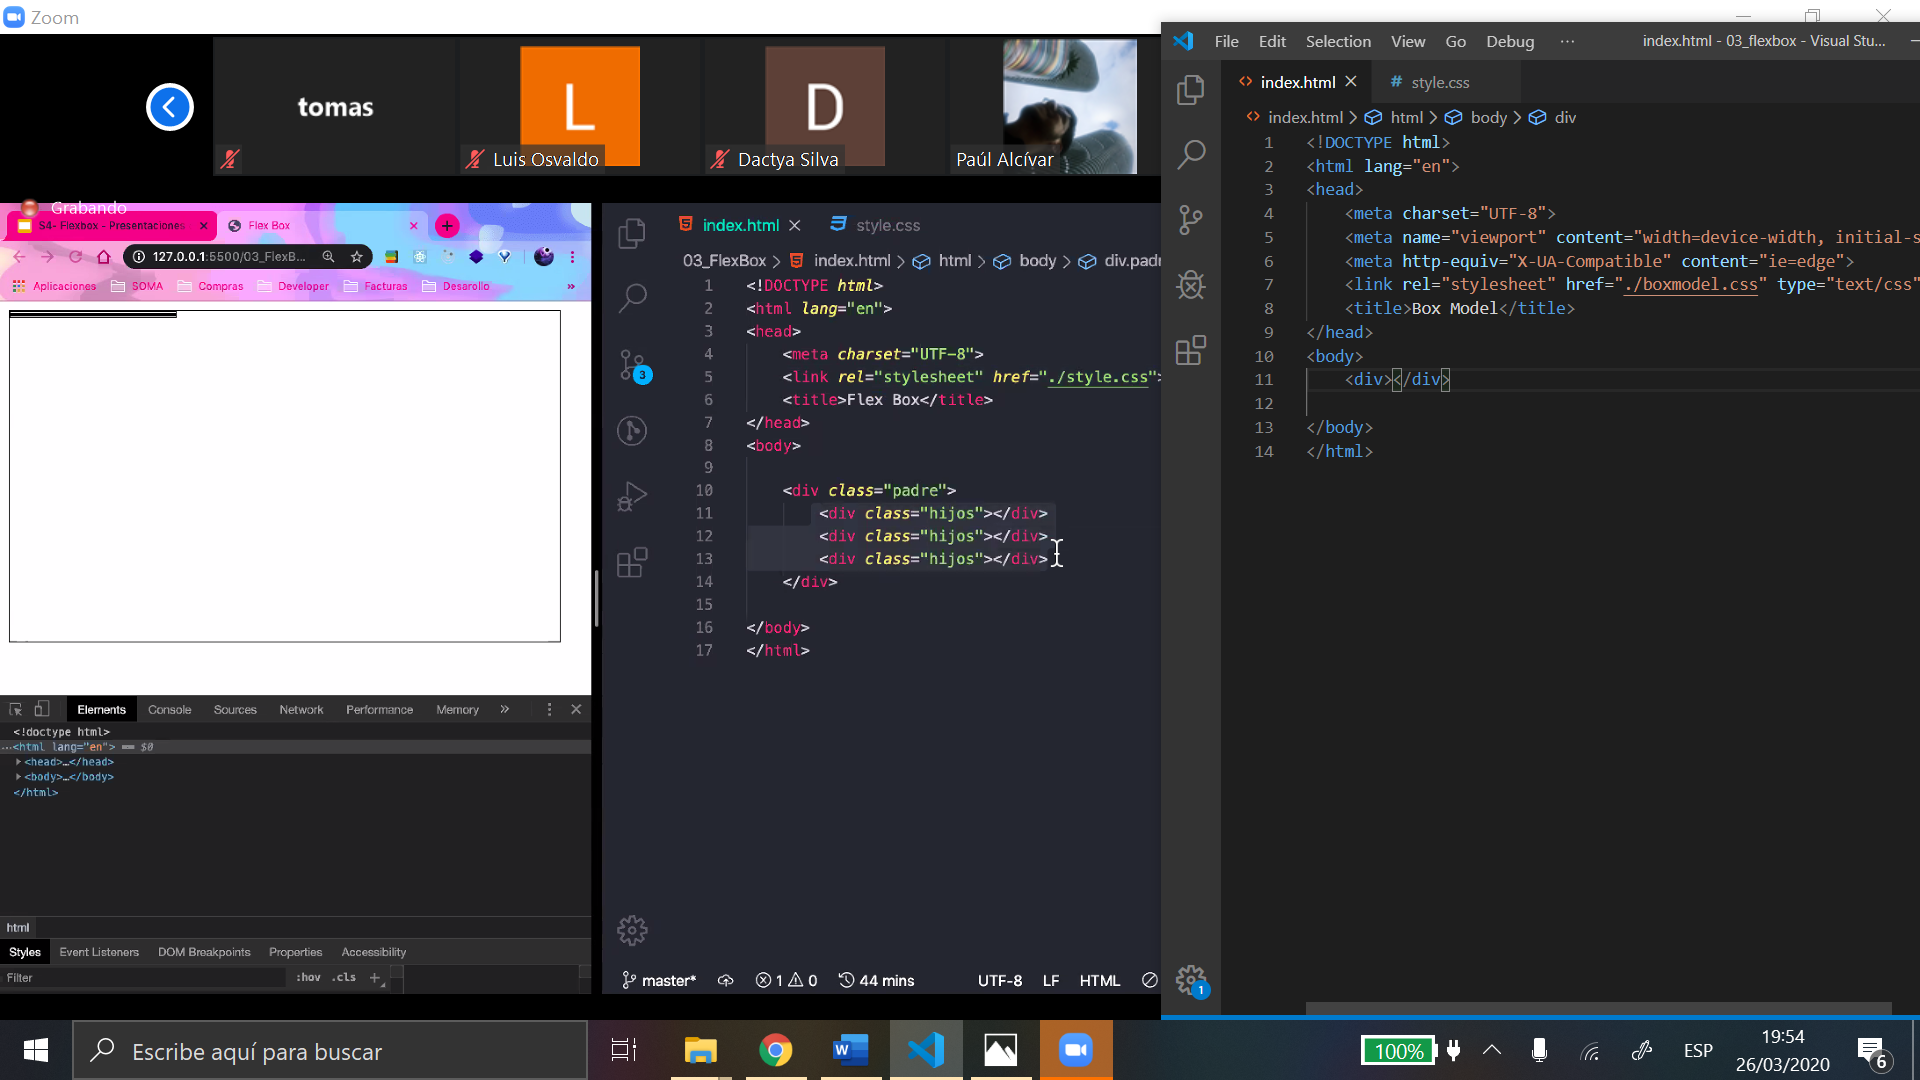 Zoom
tomas
L
Luis Osvaldo
D
Dactya Silva
Paúl Alcívar
Grabando
S4- Flexbox - Presentaciones
Flex Box
127.0.0.1:5500/03_FlexB...
Aplicaciones
SOMA
Compras
Developer
Facturas
Desarollo
»
Elements
Console
Sources
Network
Performance
Memory
»
<!doctype html>
...<html lang="en"> == $0
<head>…</head>
<body>…</body>
</html>
html
Styles
Event Listeners
DOM Breakpoints
Properties
Accessibility
Filter
:hov
.cls
+
index.html
style.css
03_FlexBox > index.html > html > body > div.padr
1 <!DOCTYPE html>
2 <html lang="en">
3 <head>
4 <meta charset="UTF-8">
5 <link rel="stylesheet" href="./style.css">
6 <title>Flex Box</title>
7 </head>
8 <body>
9
10 <div class="padre">
11 <div class="hijos"></div>
12 <div class="hijos"></div>
13 <div class="hijos"></div>
14 </div>
15
16 </body>
17 </html>
3
master*
1
0
44 mins
UTF-8
LF
HTML
File
Edit
Selection
View
Go
Debug
···
index.html - 03_flexbox - Visual Stu...
index.html
# style.css
index.html > html > body > div
1 <!DOCTYPE html>
2 <html lang="en">
3 <head>
4 <meta charset="UTF-8">
5 <meta name="viewport" content="width=device-width, initial-s
6 <meta http-equiv="X-UA-Compatible" content="ie=edge">
7 <link rel="stylesheet" href="./boxmodel.css" type="text/css"
8 <title>Box Model</title>
9 </head>
10 <body>
11 <div></div>
12
13 </body>
14 </html>
1
Escribe aquí para buscar
100%
ESP
19:54
26/03/2020
6